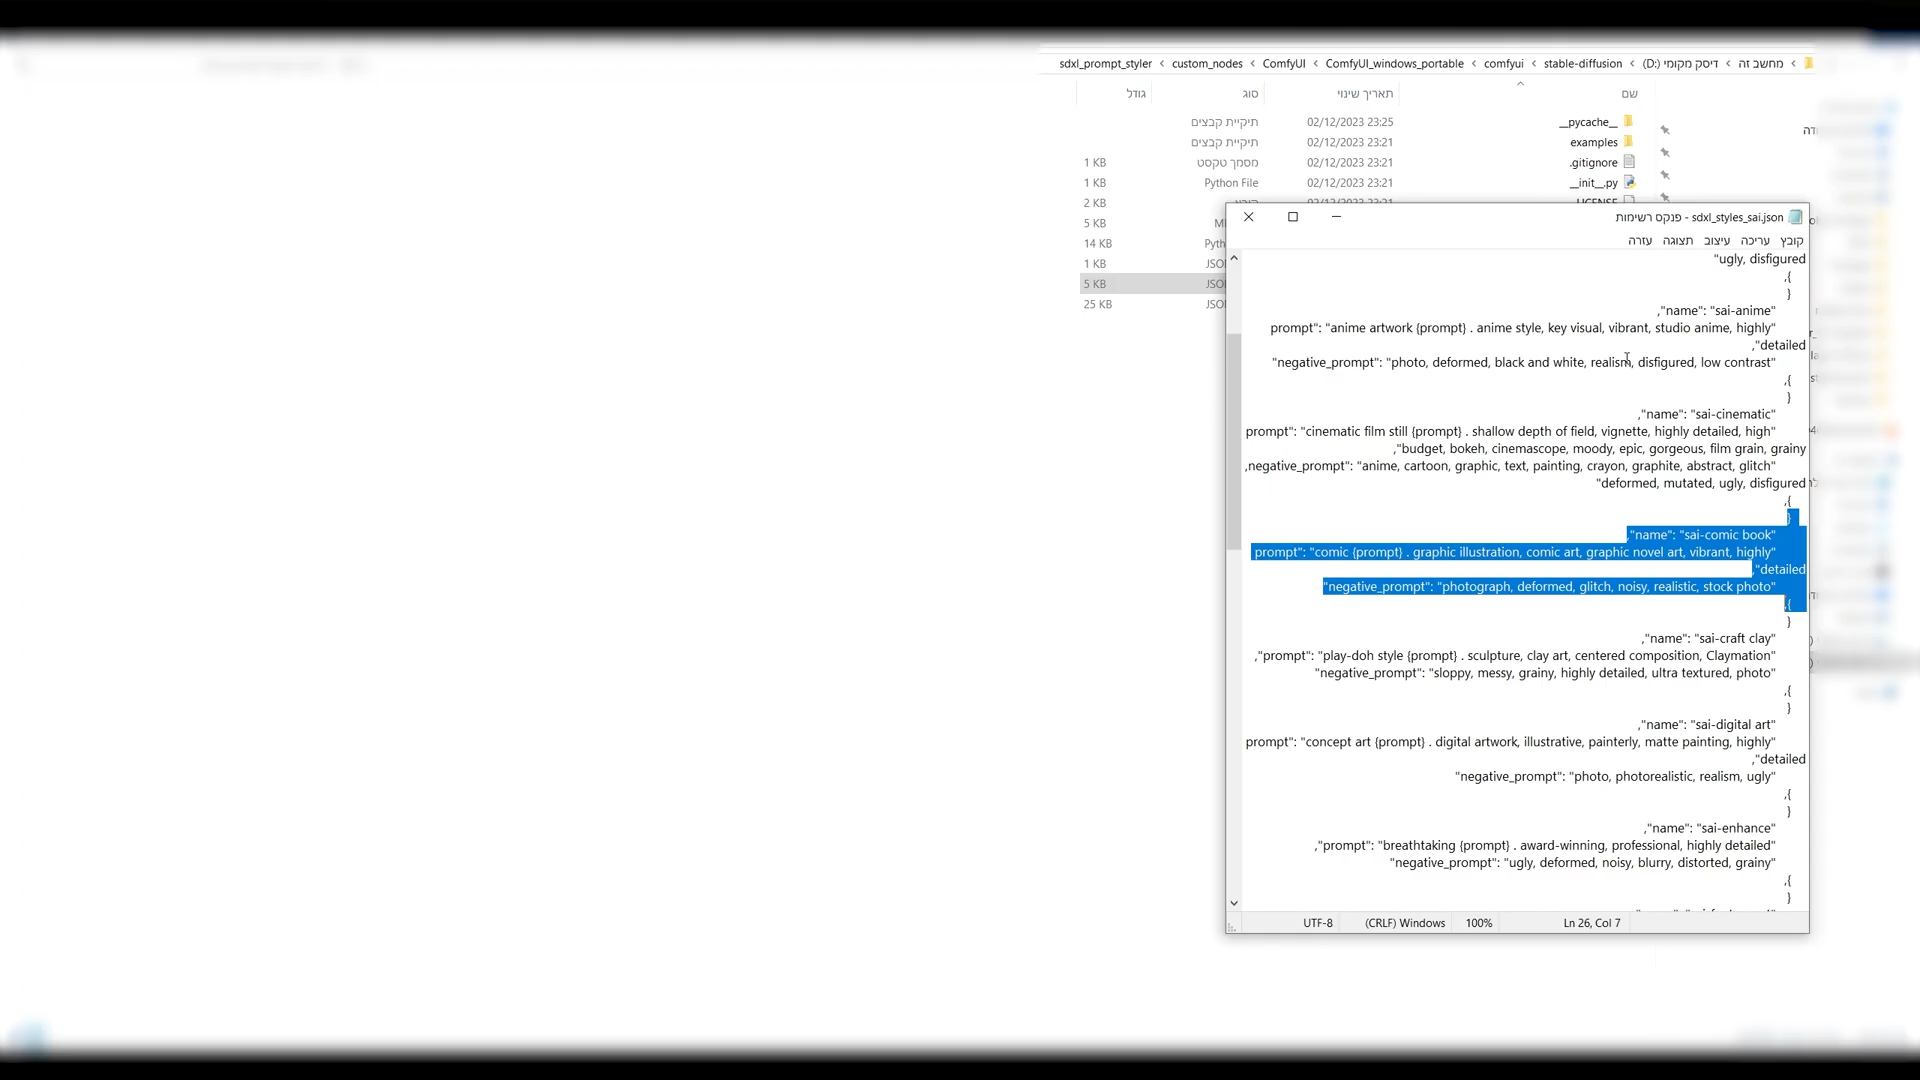 sdxl_prompt_styler › custom_nodes › ComfyUI › ComfyUI_windows_portable › comfyui › stable-diffusion › דיסק מקומי (D:) › מחשב זה
שם תאריך שינוי סוג גודל
__pycache__ 02/12/2023 23:25 תיקיית קבצים
examples 02/12/2023 23:21 תיקיית קבצים
.gitignore 02/12/2023 23:21 מסמך טקסט 1 KB
__init__.py 02/12/2023 23:21 Python File 1 KB
2 KB
5 KB
14 KB
JSO 1 KB
JSO 5 KB
JSO 25 KB
sdxl_styles_sai.json - פנקס רשימות
קובץ עריכה עיצוב תצוגה עזרה
"ugly, disfigured
,{
}
,"name": "sai-anime"
prompt": "anime artwork {prompt} . anime style, key visual, vibrant, studio anime, highly"
,"detailed
"negative_prompt": "photo, deformed, black and white, realism, disfigured, low contrast"
,{
}
,"name": "sai-cinematic"
prompt": "cinematic film still {prompt} . shallow depth of field, vignette, highly detailed, high"
,"budget, bokeh, cinemascope, moody, epic, gorgeous, film grain, grainy
,negative_prompt": "anime, cartoon, graphic, text, painting, crayon, graphite, abstract, glitch"
"deformed, mutated, ugly, disfigured
,{
}
,"name": "sai-comic book"
prompt": "comic {prompt} . graphic illustration, comic art, graphic novel art, vibrant, highly"
,"detailed
"negative_prompt": "photograph, deformed, glitch, noisy, realistic, stock photo"
,{
}
,"name": "sai-craft clay"
,"prompt": "play-doh style {prompt} . sculpture, clay art, centered composition, Claymation"
"negative_prompt": "sloppy, messy, grainy, highly detailed, ultra textured, photo"
,{
}
,"name": "sai-digital art"
prompt": "concept art {prompt} . digital artwork, illustrative, painterly, matte painting, highly"
,"detailed
"negative_prompt": "photo, photorealistic, realism, ugly"
,{
}
,"name": "sai-enhance"
,"prompt": "breathtaking {prompt} . award-winning, professional, highly detailed"
"negative_prompt": "ugly, deformed, noisy, blurry, distorted, grainy"
,{
}
Ln 26, Col 7 100% (CRLF) Windows UTF-8